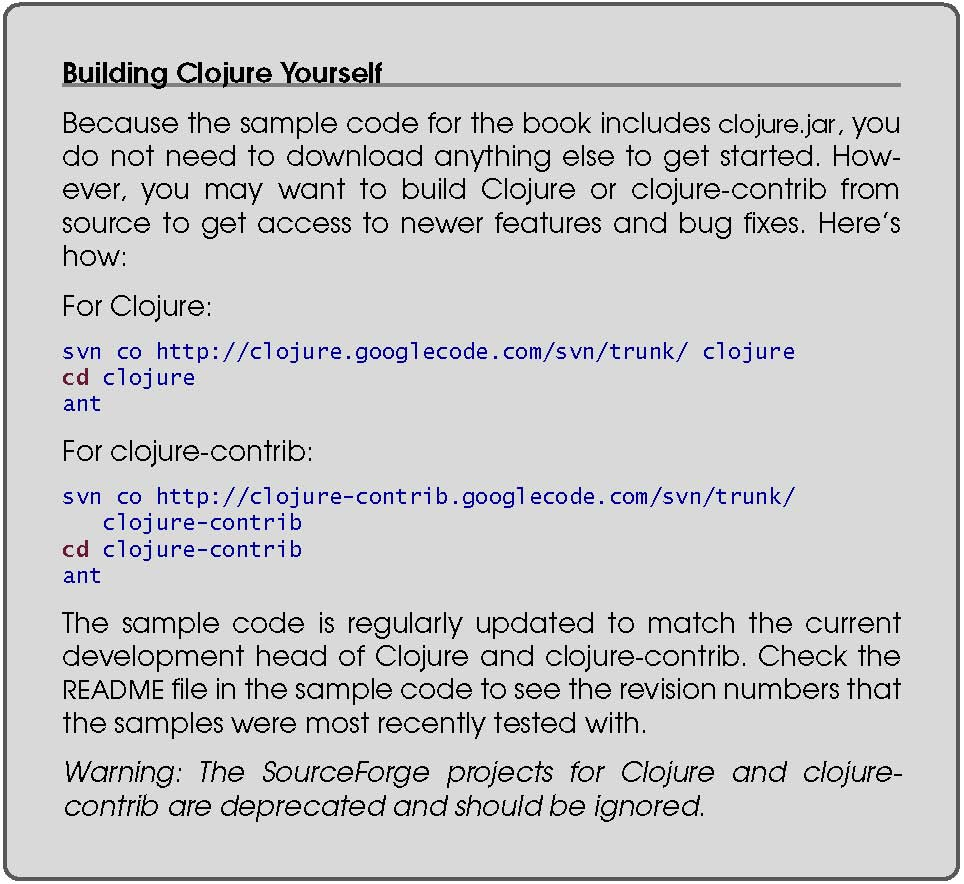 Building Clojure Yourself
Because the sample code for the book includes clojure.jar, you
do not need to download anything else to get started. How-
ever, you may want to build Clojure or clojure-contrib from
source to get access to newer features and bug fixes. Here's
how:
For Clojure:
svn co http://clojure.googlecode.com/svn/trunk/ clojure
cd clojure
ant
For clojure-contrib:
svn co http://clojure-contrib.googlecode.com/svn/trunk/
   clojure-contrib
cd clojure-contrib
ant
The sample code is regularly updated to match the current
development head of Clojure and clojure-contrib. Check the
README file in the sample code to see the revision numbers that
the samples were most recently tested with.
Warning: The SourceForge projects for Clojure and clojure-
contrib are deprecated and should be ignored.